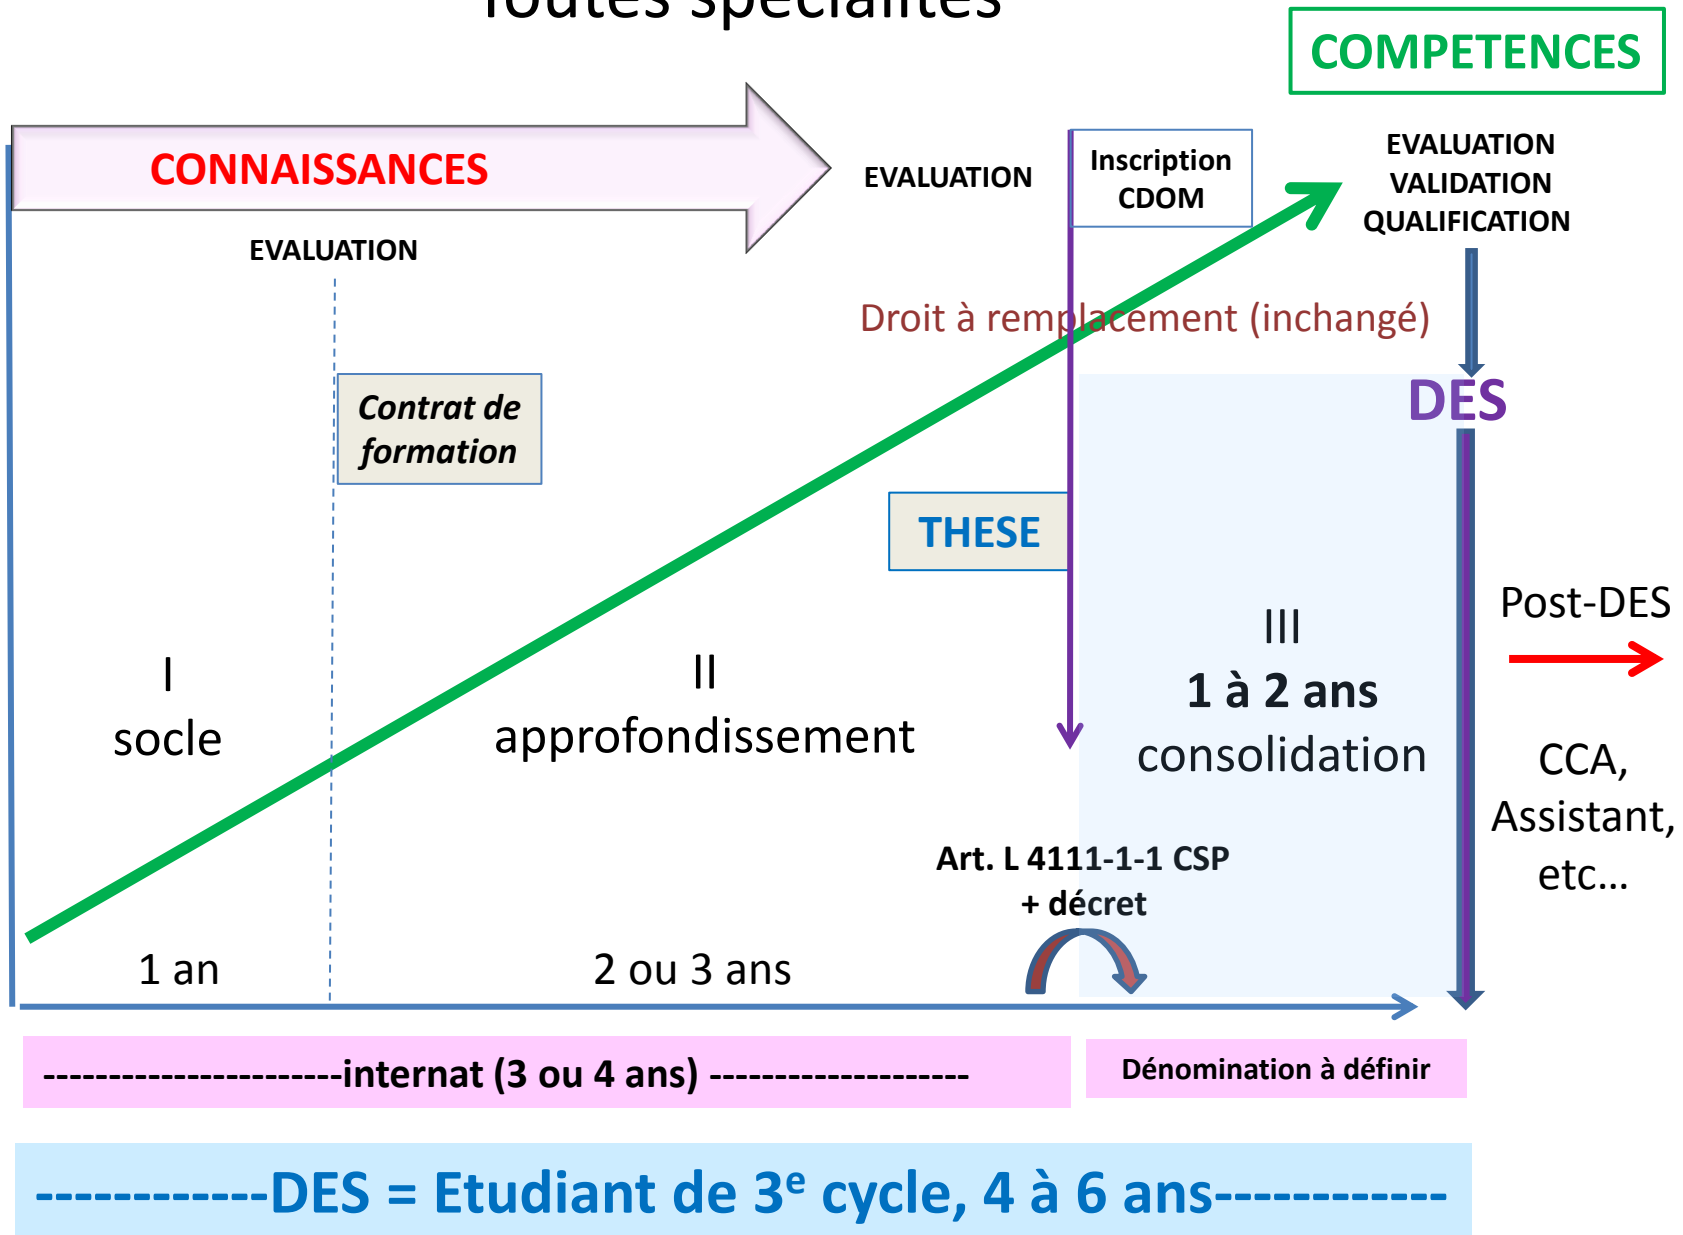 Toutes spécialités
COMPETENCES
CONNAISSANCES
EVALUATION
Inscription
CDOM
EVALUATION
VALIDATION
QUALIFICATION
EVALUATION
Droit à remplacement (inchangé)
Contrat de
formation
DES
THESE
Post-DES
I
socle
II
approfondissement
III
1 à 2 ans
consolidation
CCA,
Assistant,
etc…
Art. L 4111-1-1 CSP
+ décret
1 an
2 ou 3 ans
-----------------------internat (3 ou 4 ans) --------------------
Dénomination à définir
------------DES = Etudiant de 3e cycle, 4 à 6 ans------------